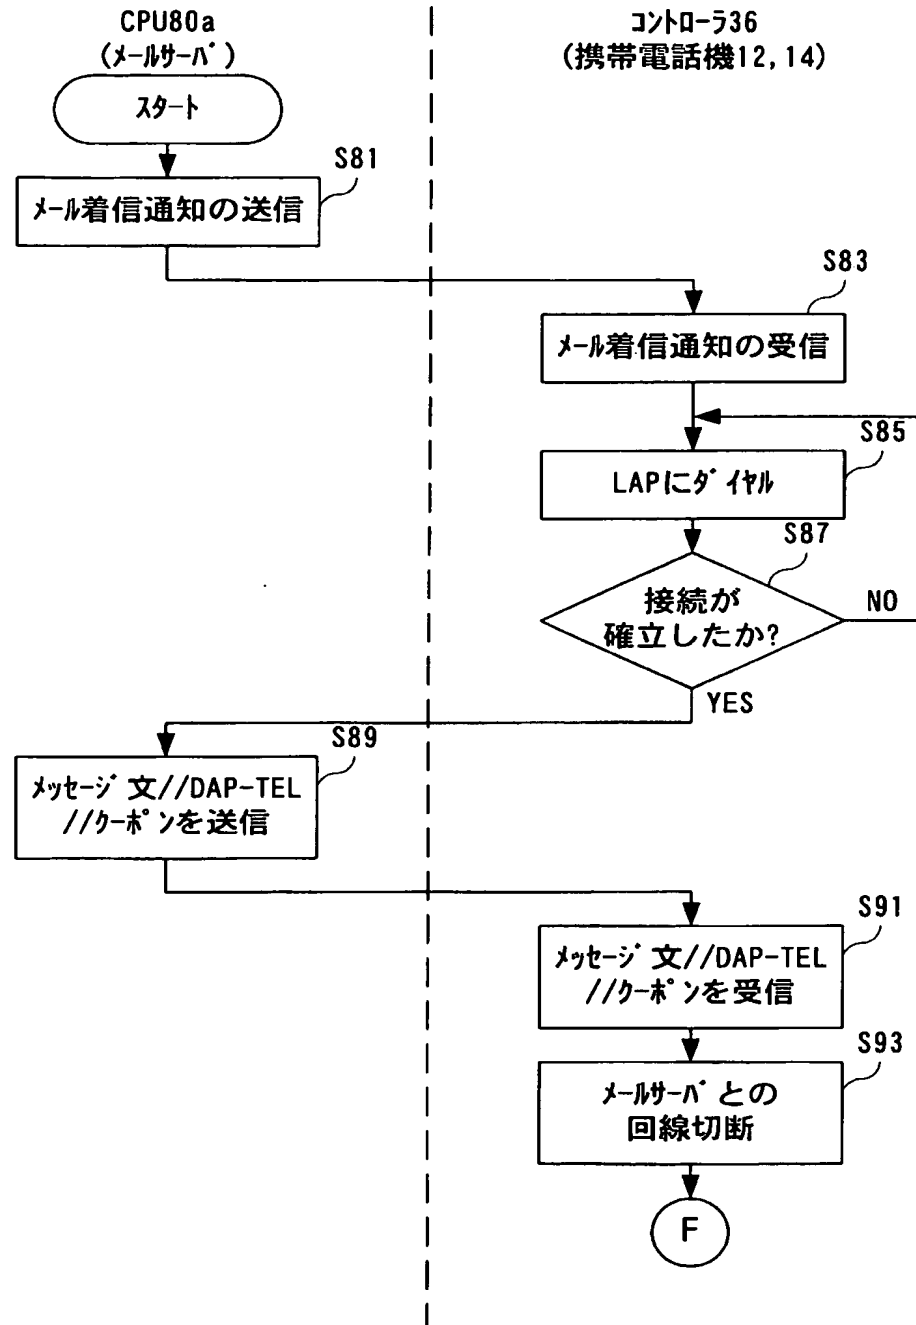 CPU80a
(ﾒｰﾙｻｰﾊﾞ)
ｺﾝﾄﾛｰﾗ36
(携帯電話機12,14)
ｽﾀｰﾄ
S81
ﾒｰﾙ着信通知の送信
S83
ﾒｰﾙ着信通知の受信
S85
LAPにﾀﾞｲﾔﾙ
S87
接続が
確立したか?
NO
YES
S89
ﾒｯｾｰｼﾞ文//DAP-TEL
//ｸｰﾎﾟﾝを送信
S91
ﾒｯｾｰｼﾞ文//DAP-TEL
//ｸｰﾎﾟﾝを受信
S93
ﾒｰﾙｻｰﾊﾞとの
回線切断
F